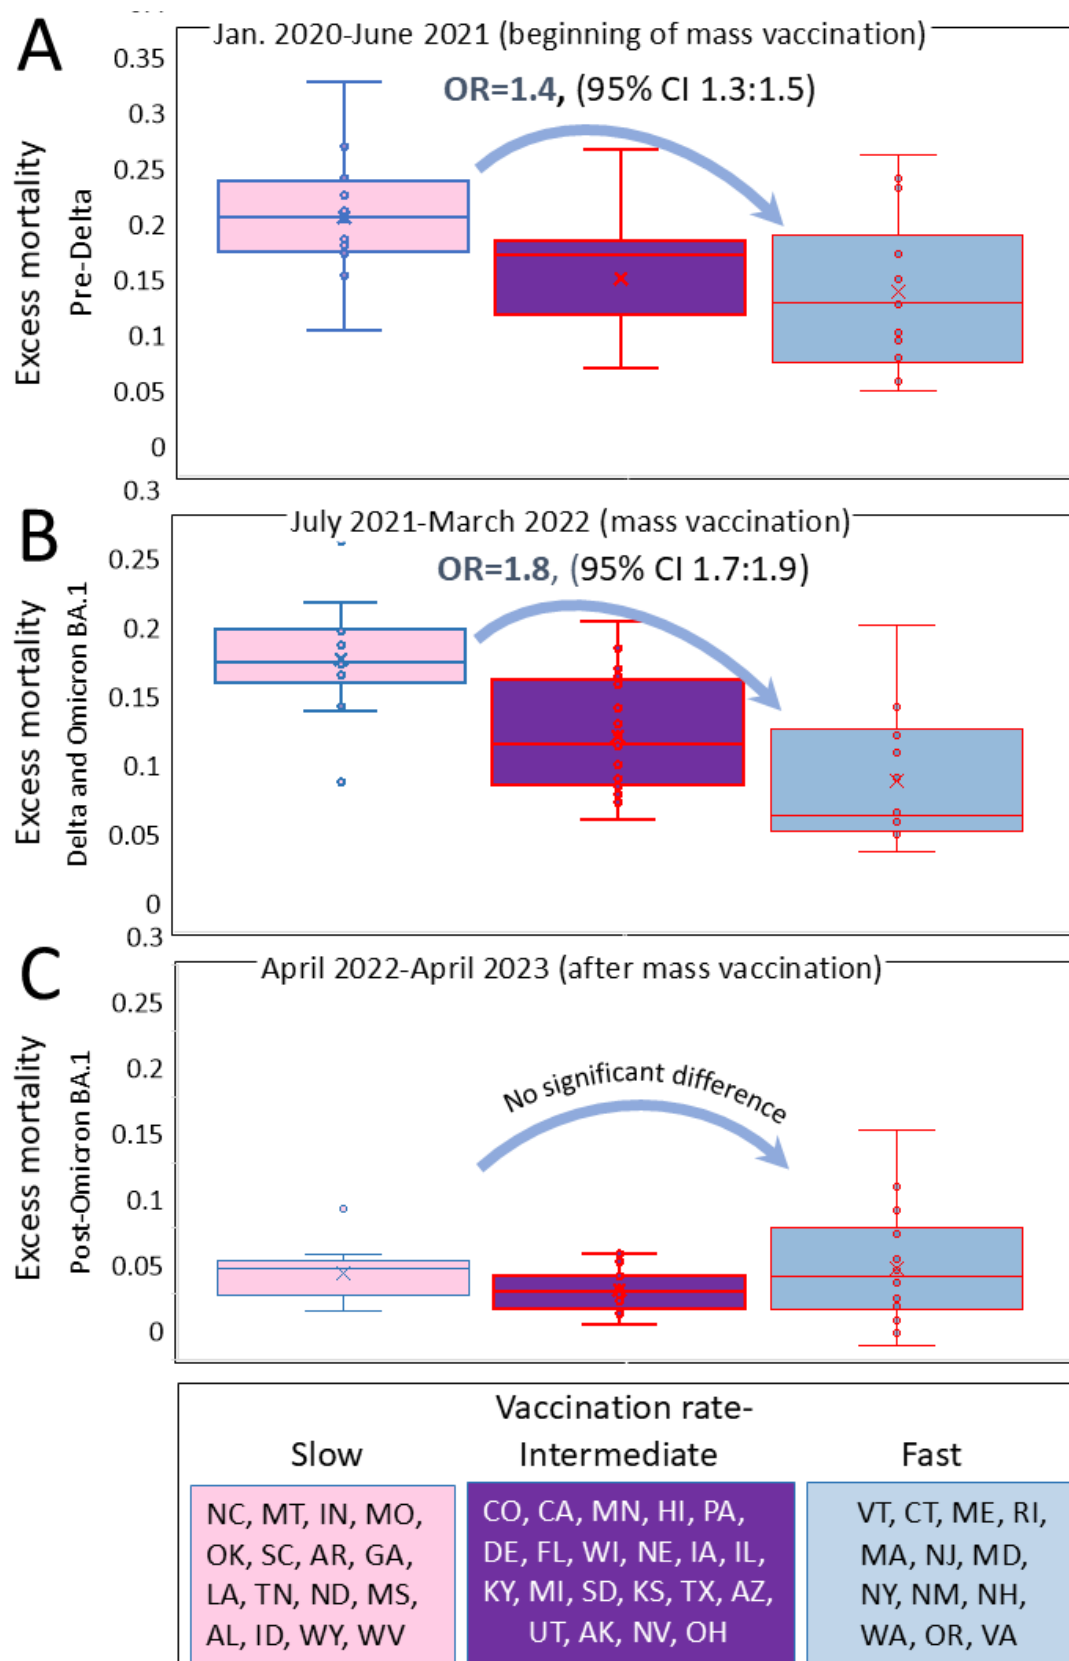 A
Jan. 2020-June 2021 (beginning of mass vaccination)
OR=1.4, (95% CI 1.3:1.5)
Excess mortality
Pre-Delta
0.35
0.3
0.25
0.2
0.15
0.1
0.05
0
B
July 2021-March 2022 (mass vaccination)
OR=1.8, (95% CI 1.7:1.9)
Excess mortality
Delta and Omicron BA.1
0.3
0.25
0.2
0.15
0.1
0.05
0
C
April 2022-April 2023 (after mass vaccination)
No significant difference
Excess mortality
Post-Omicron BA.1
0.3
0.25
0.2
0.15
0.1
0.05
0
Vaccination rate-
Slow
Intermediate
Fast
NC, MT, IN, MO,
OK, SC, AR, GA,
LA, TN, ND, MS,
AL, ID, WY, WV
CO, CA, MN, HI, PA,
DE, FL, WI, NE, IA, IL,
KY, MI, SD, KS, TX, AZ,
UT, AK, NV, OH
VT, CT, ME, RI,
MA, NJ, MD,
NY, NM, NH,
WA, OR, VA